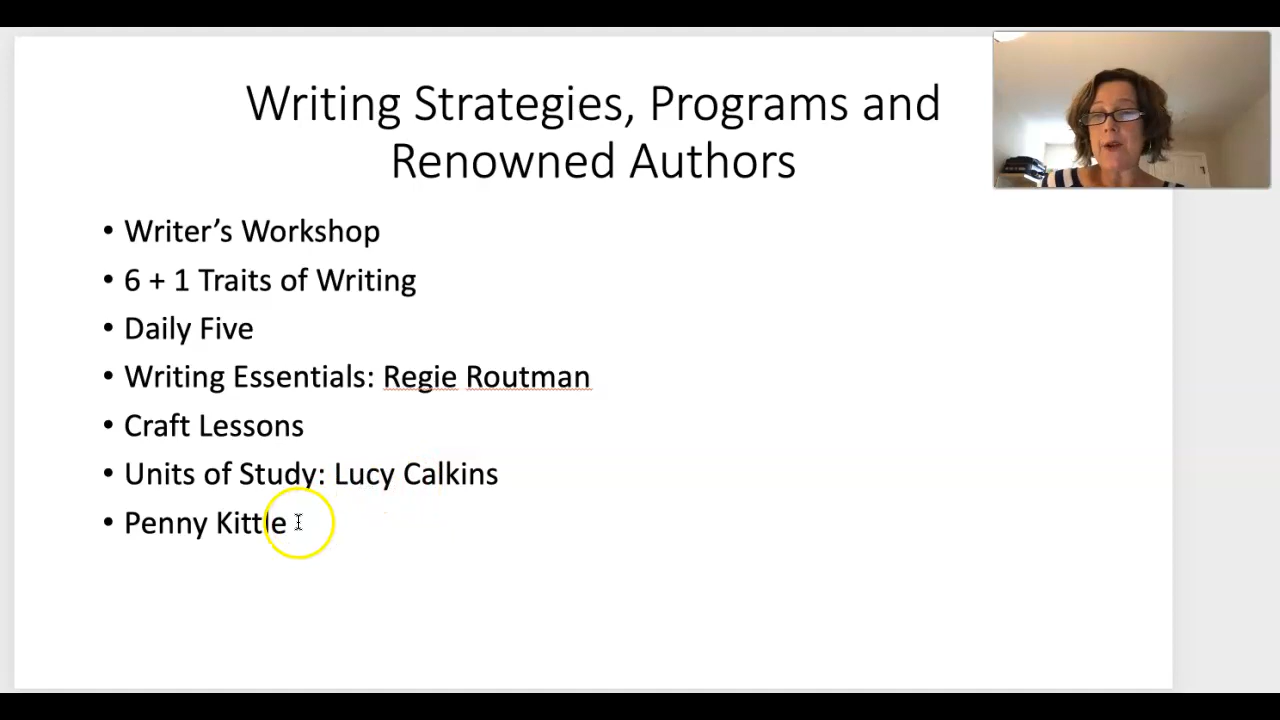 Writing Strategies, Programs and
Renowned Authors
• Writer’s Workshop
• 6 + 1 Traits of Writing
• Daily Five
• Writing Essentials: Regie Routman
• Craft Lessons
• Units of Study: Lucy Calkins
• Penny Kittle